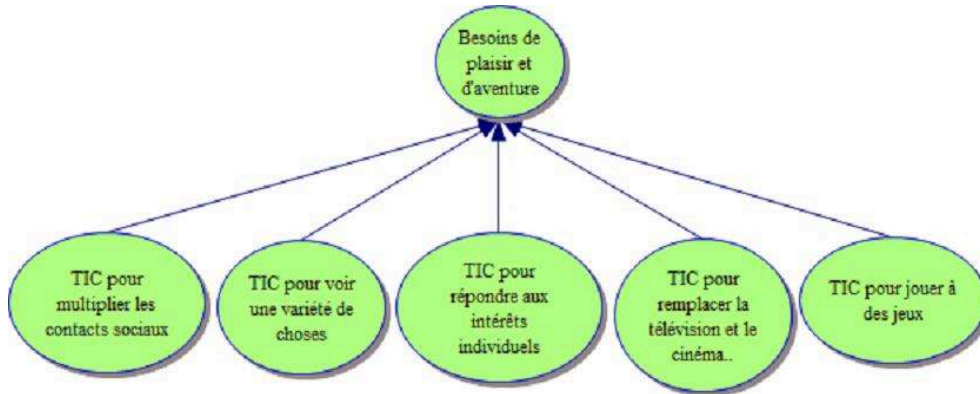 Besoins de
plaisir et
d'aventure
TIC pour
multiplier les
contacts sociaux
TIC pour voir
une variété de
choses
TIC pour
répondre aux
intérêts
individuels
TIC pour
remplacer la
télévision et le
cinéma..
TIC pour jouer à
des jeux